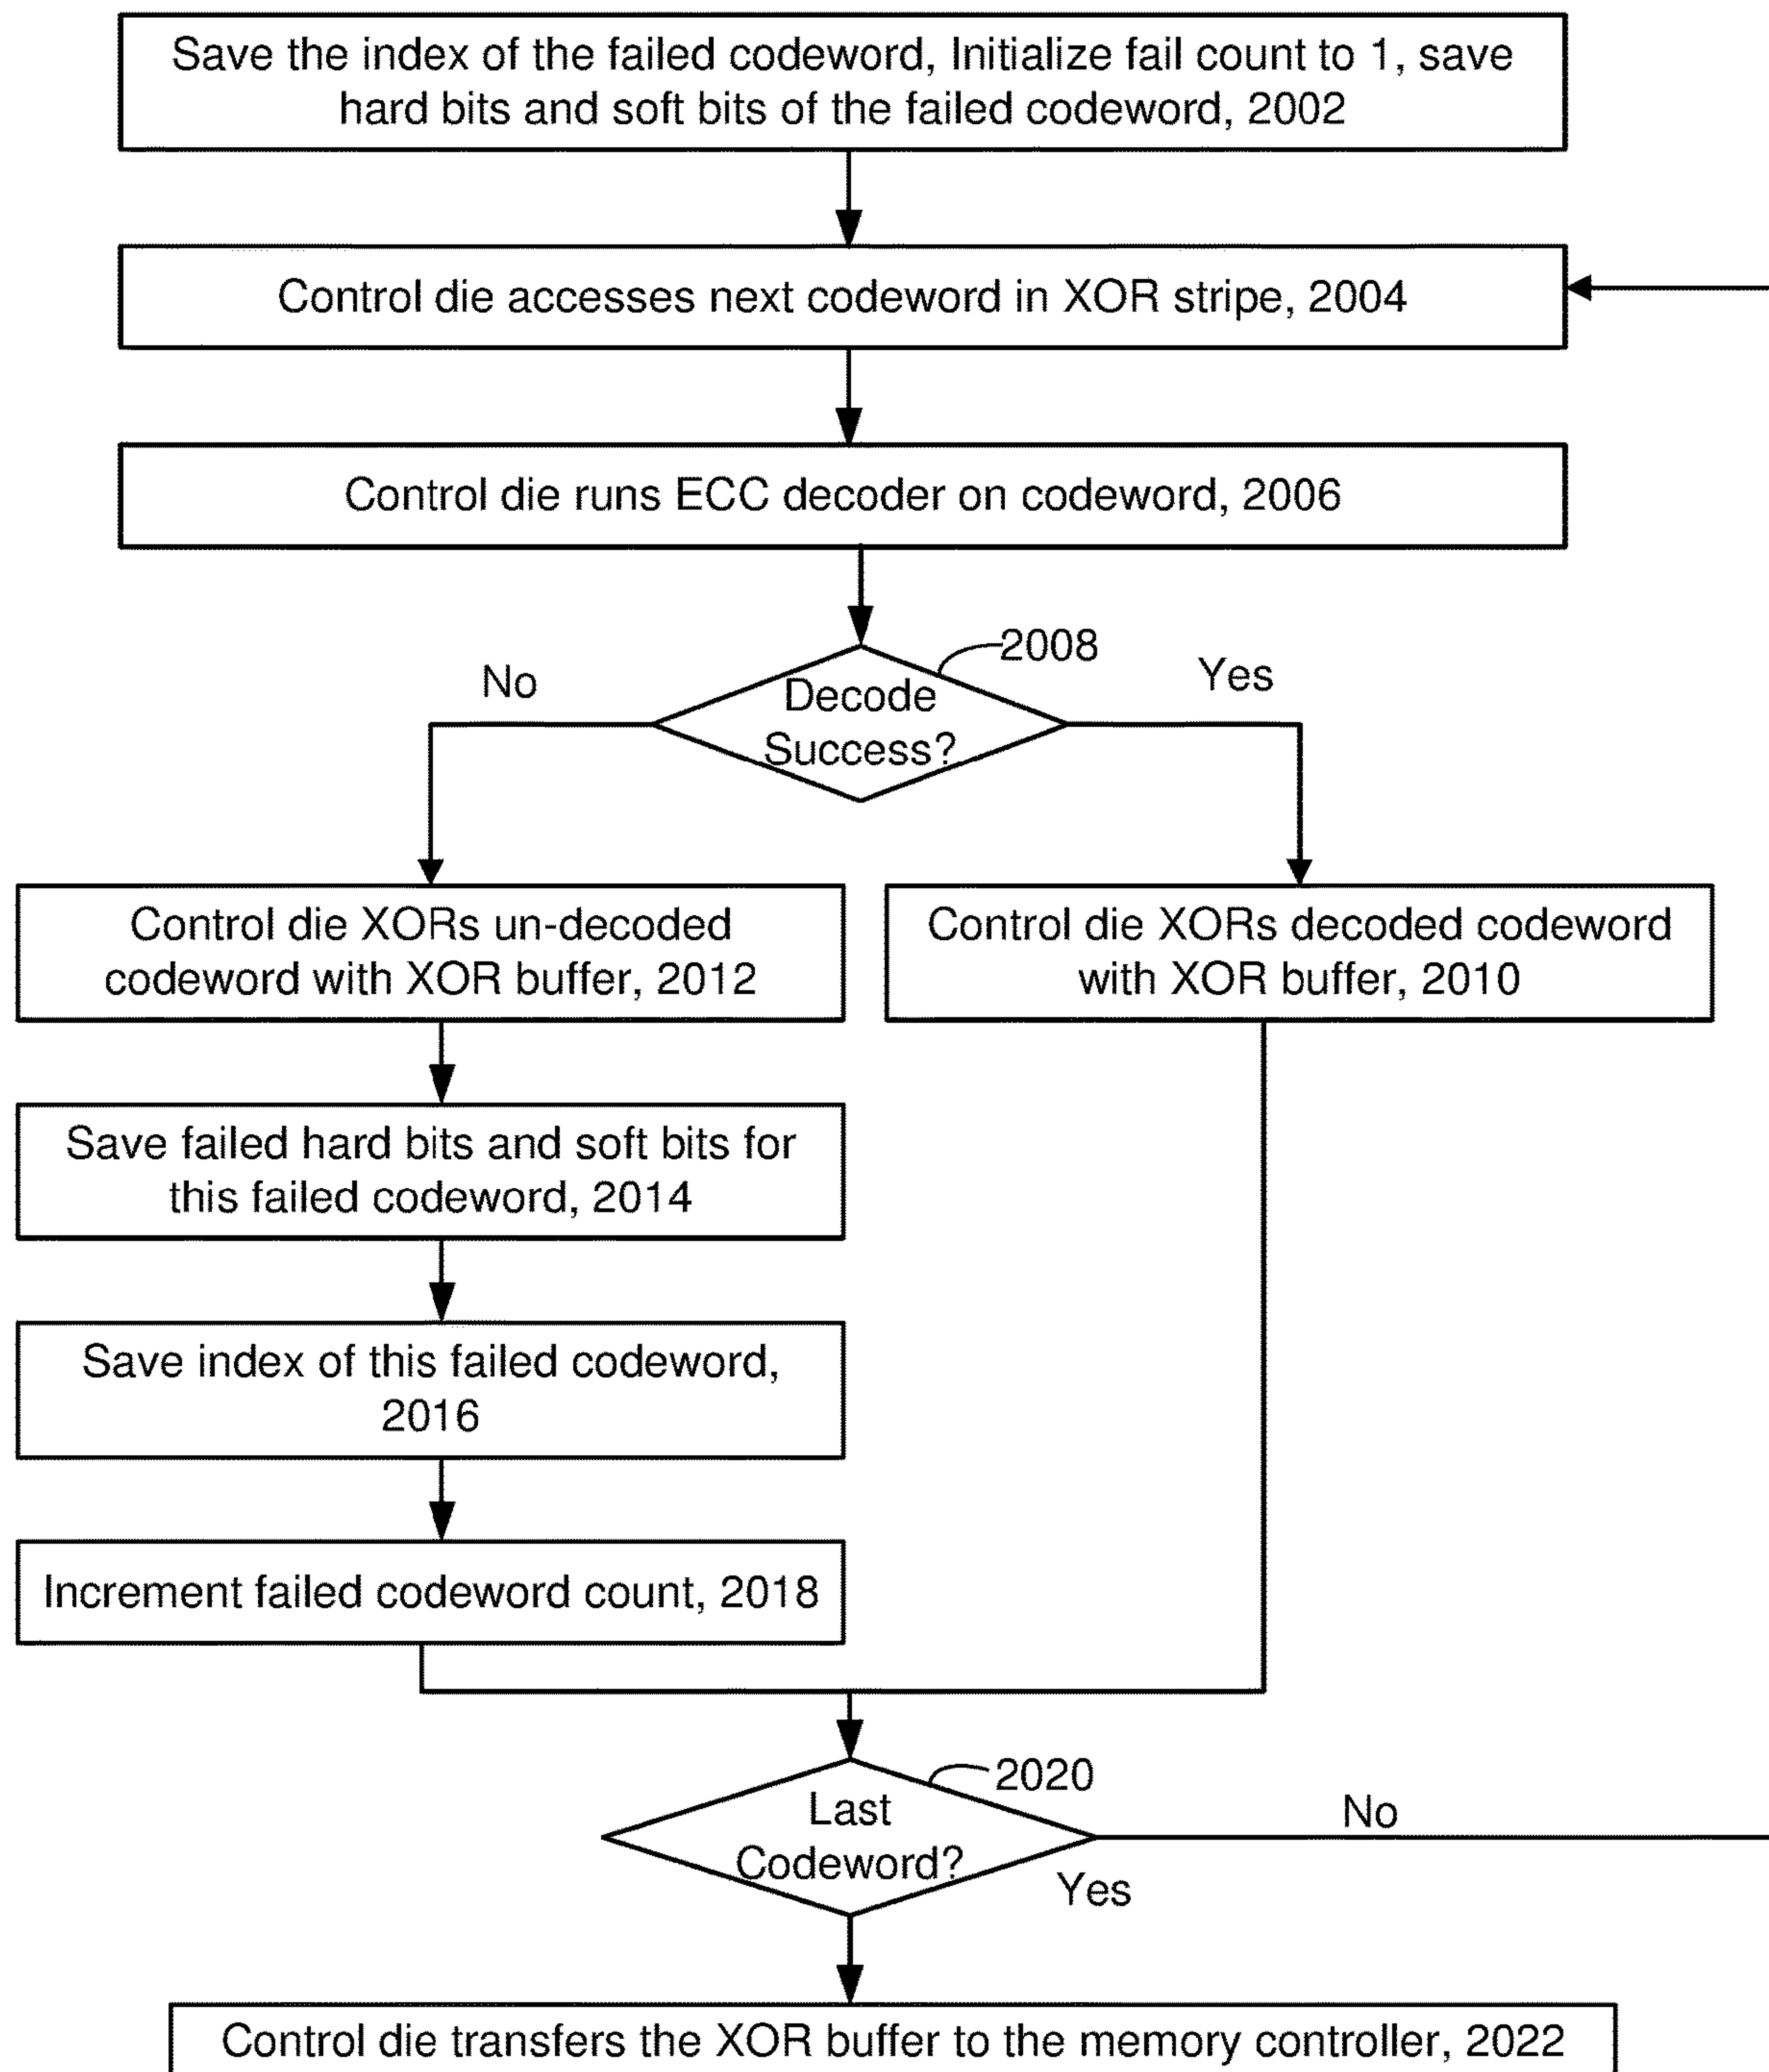 Save the index of the failed codeword, Initialize fail count to 1, save
hard bits and soft bits of the failed codeword, 2002
Control die accesses next codeword in XOR stripe, 2004
Control die runs ECC decoder on codeword, 2006
2008
No
Yes
Decode
Success?
Control die XORs un-decoded
codeword with XOR buffer, 2012
Control die XORs decoded codeword
with XOR buffer, 2010
Save failed hard bits and soft bits for
this failed codeword, 2014
Save index of this failed codeword,
2016
Increment failed codeword count, 2018
2020
Last
Codeword?
No
Yes
Control die transfers the XOR buffer to the memory controller, 2022